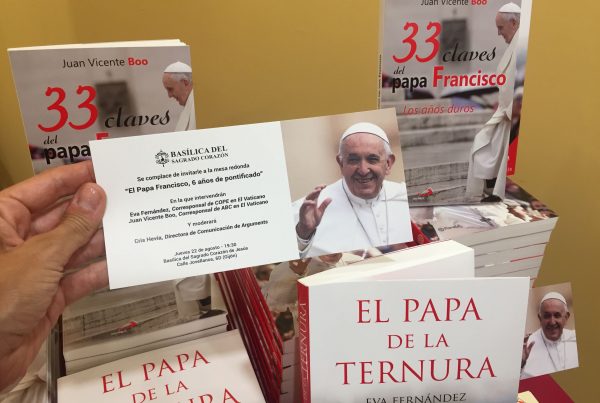 Juan Vicente Boo
33 claves
del papa Francisco
Los años duros
Juan Vicente Boo
33 claves
del
papa
BASÍLICA DEL
SAGRADO CORAZÓN
Se complace de invitarle a la mesa redonda
"El Papa Francisco, 6 años de pontificado"
En la que intervendrán
Eva Fernández, Corresponsal de COPE en El Vaticano
Juan Vicente Boo, Corresponsal de ABC en El Vaticano
Y moderará
Cris Hevia, Directora de Comunicación de Arguments
Jueves 22 de agosto - 19:30
Basílica del Sagrado Corazón de Jesús
Calle Jovellanos, 6D (Gijón)
EL PAPA
DE LA
TERNURA
EVA FERNÁNDEZ
TERNURA
EL PAPA
DE LA
TERNURA